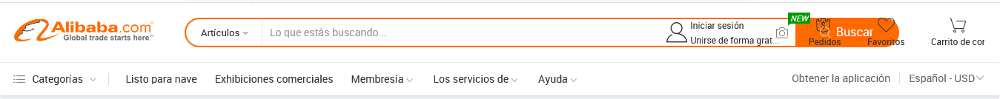 Alibaba.com
Global trade starts here.™
Artículos
Lo que estás buscando...
Iniciar sesión
Unirse de forma grat...
NEW
Buscar
Pedidos
Favoritos
Carrito de cor
Categorías
Listo para nave
Exhibiciones comerciales
Membresía
Los servicios de
Ayuda
Obtener la aplicación
Español - USD